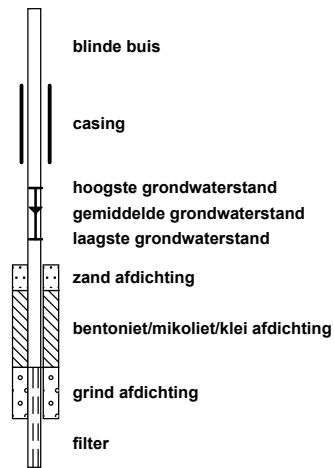 blinde buis
casing
hoogste grondwaterstand
gemiddelde grondwaterstand
laagste grondwaterstand
zand afdichting
bentoniet/mikoliet/klei afdichting
grind afdichting
filter